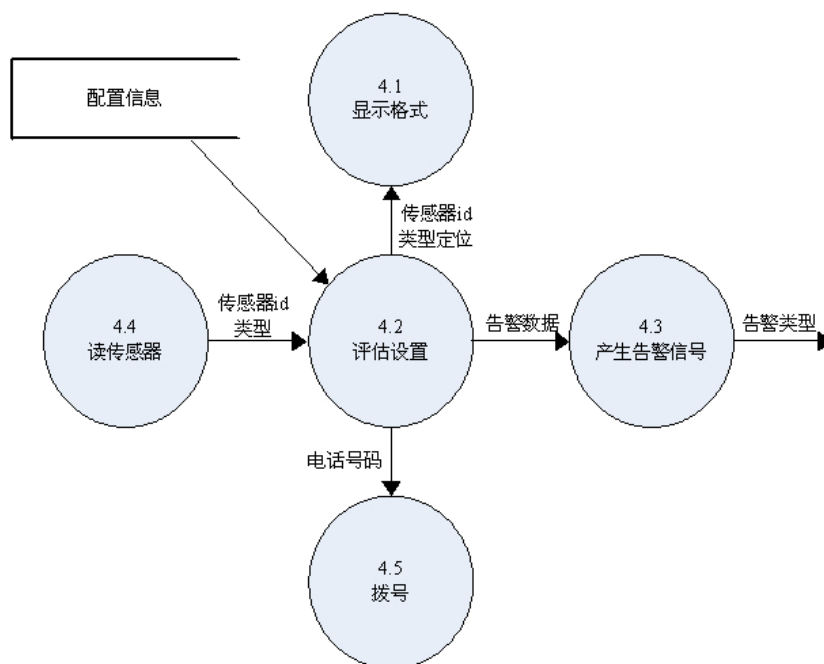 4.1
显示格式
配置信息
传感器id
类型定位
4.4
读传感器
传感器id
类型
4.2
评估设置
告警数据
4.3
产生告警信号
告警类型
电话号码
4.5
拨号